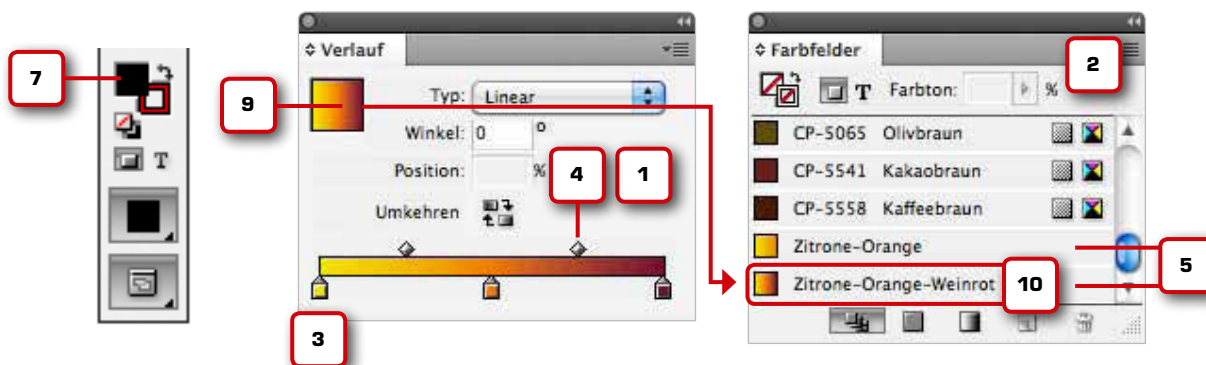 7
T
Verlauf
9
Typ: Linear
Winkel: 0 °
Position: %
4
1
Umkehren
3
Farbfelder
2
T Farbton: %
CP-5065 Olivbraun
CP-5541 Kakaobraun
CP-5558 Kaffeebraun
Zitrone-Orange
5
Zitrone-Orange-Weinrot
10